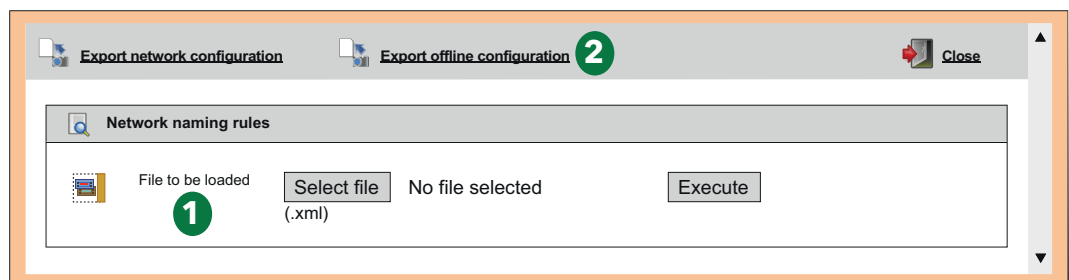 Export network configuration
Export offline configuration 2
Close
Network naming rules
File to be loaded
1
Select file No file selected
(.xml)
Execute